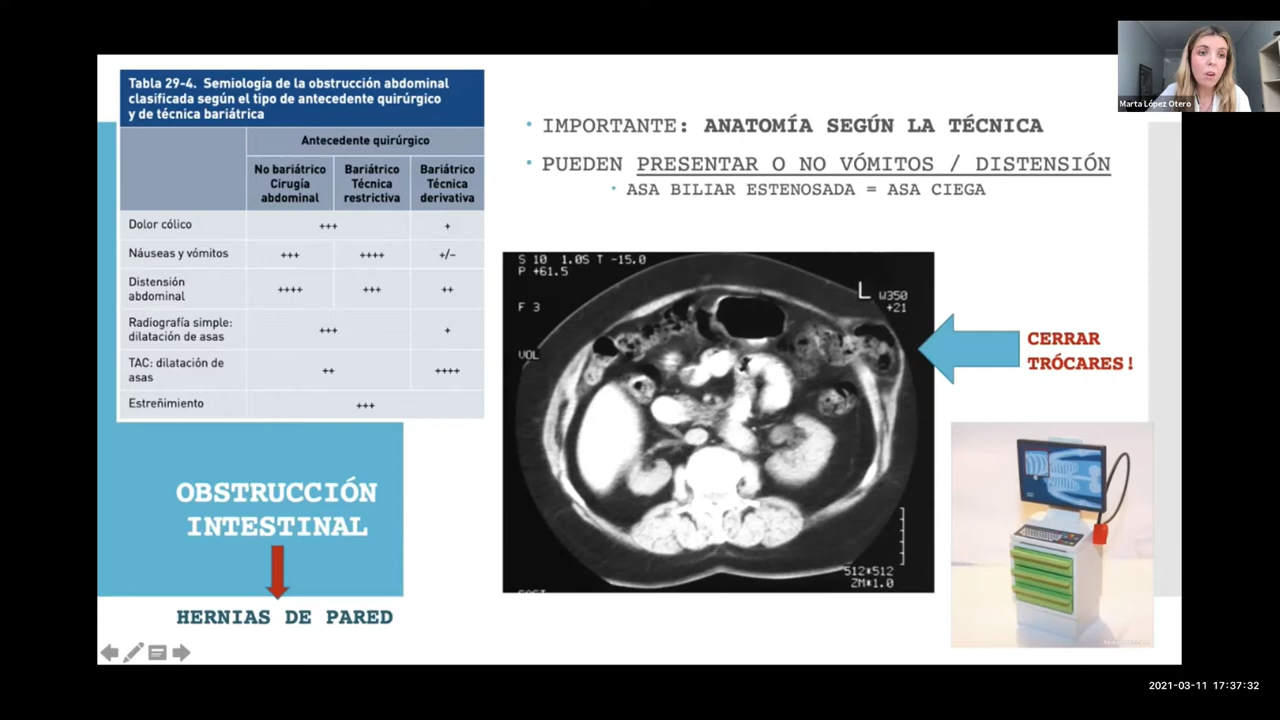 Tabla 29-4. Semiología de la obstrucción abdominal
clasificada según el tipo de antecedente quirúrgico
y de técnica bariátrica
Antecedente quirúrgico
No bariátrico Cirugía abdominal
Bariátrico Técnica restrictiva
Bariátrico Técnica derivativa
Dolor cólico +++ +
Náuseas y vómitos +++ ++++ +/–
Distensión abdominal ++++ +++ ++
Radiografía simple: dilatación de asas +++ +
TAC: dilatación de asas ++ ++++
Estreñimiento +++
OBSTRUCCIÓN
INTESTINAL
HERNIAS DE PARED
• IMPORTANTE: ANATOMÍA SEGÚN LA TÉCNICA
• PUEDEN PRESENTAR O NO VÓMITOS / DISTENSIÓN
• ASA BILIAR ESTENOSADA = ASA CIEGA
S 10 1.0S T -15.0
P +61.5
F 3
VOL
L
W350
+21
512*512
ZM*1.0
CERRAR
TRÓCARES!
Marta López Otero
2021-03-11 17:37:32